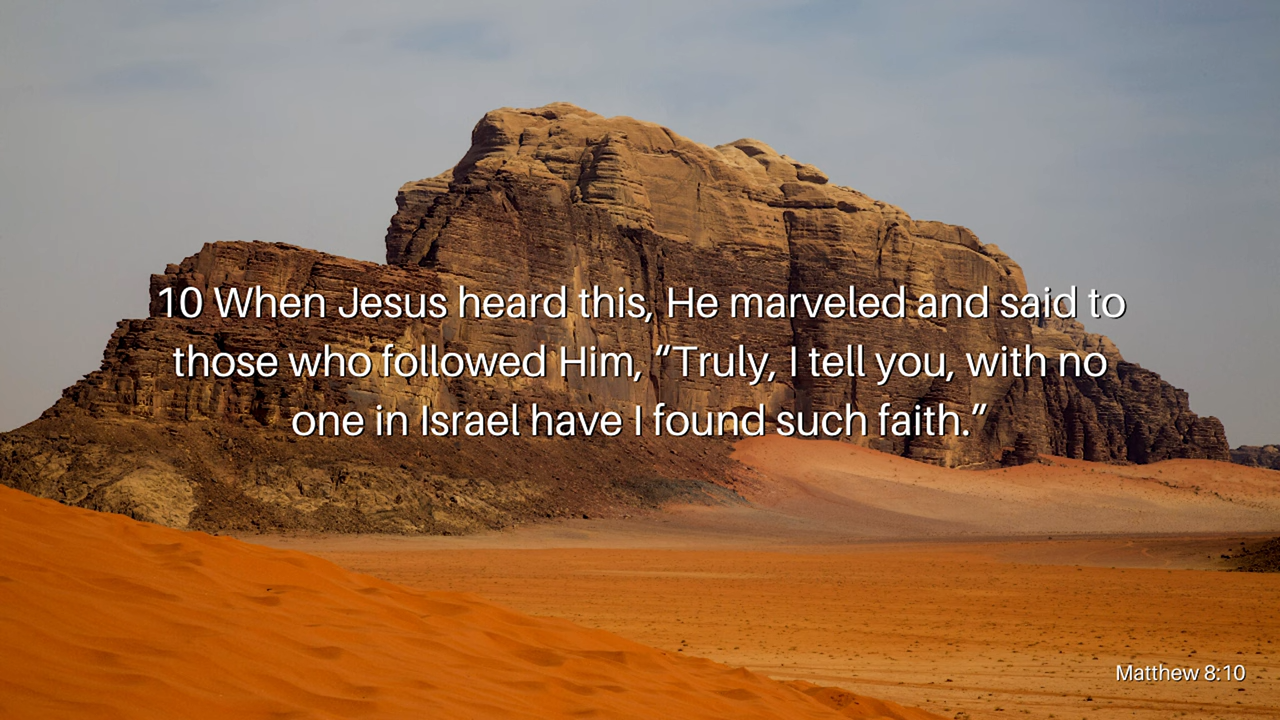 10 When Jesus heard this, He marveled and said to
those who followed Him, “Truly, I tell you, with no
one in Israel have I found such faith.”
Matthew 8:10